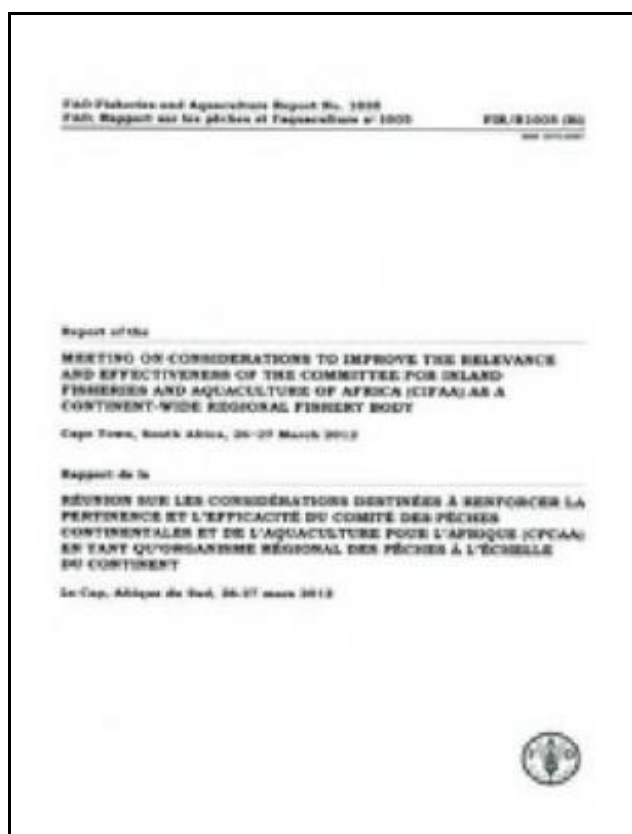 FAO Fisheries and Aquaculture Report No. 1005
FAO, Rapport sur les pêches et l'aquaculture nº 1005
FIR/R1005 (Bi)
ISSN
Report of the
MEETING ON CONSIDERATIONS TO IMPROVE THE RELEVANCE
AND EFFECTIVENESS OF THE COMMITTEE FOR INLAND
FISHERIES AND AQUACULTURE OF AFRICA (CIFAA) AS A
CONTINENT-WIDE REGIONAL FISHERY BODY
Cape Town, South Africa, 26–27 March 2012
Rapport de la
RÉUNION SUR LES CONSIDÉRATIONS DESTINÉES À RENFORCER LA
PERTINENCE ET L'EFFICACITÉ DU COMITÉ DES PÊCHES
CONTINENTALES ET DE L'AQUACULTURE POUR L'AFRIQUE (CPCAA)
EN TANT QU'ORGANISME RÉGIONAL DES PÊCHES À L'ÉCHELLE
DU CONTINENT
Le Cap, Afique du Sud, 26-27 mars 2012
F A O